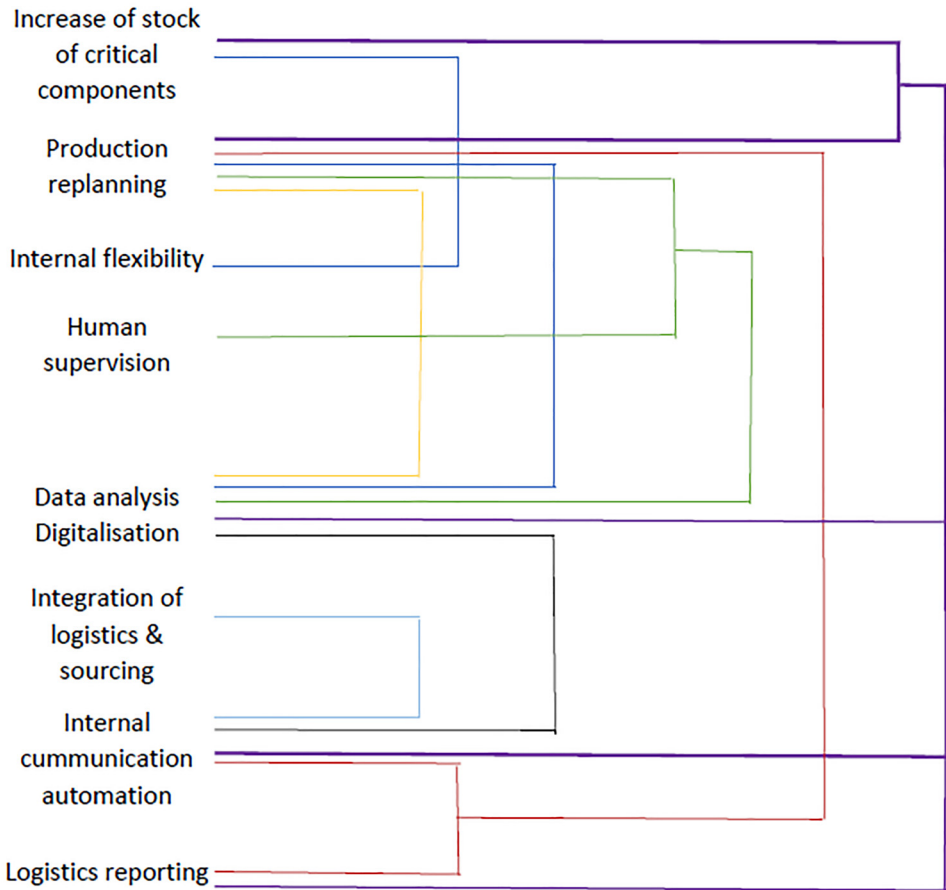 Increase of stock
of critical
components
Production
replanning
Internal flexibility
Human
supervision
Data analysis
Digitalisation
Integration of
logistics &
sourcing
Internal
cummunication
automation
Logistics reporting